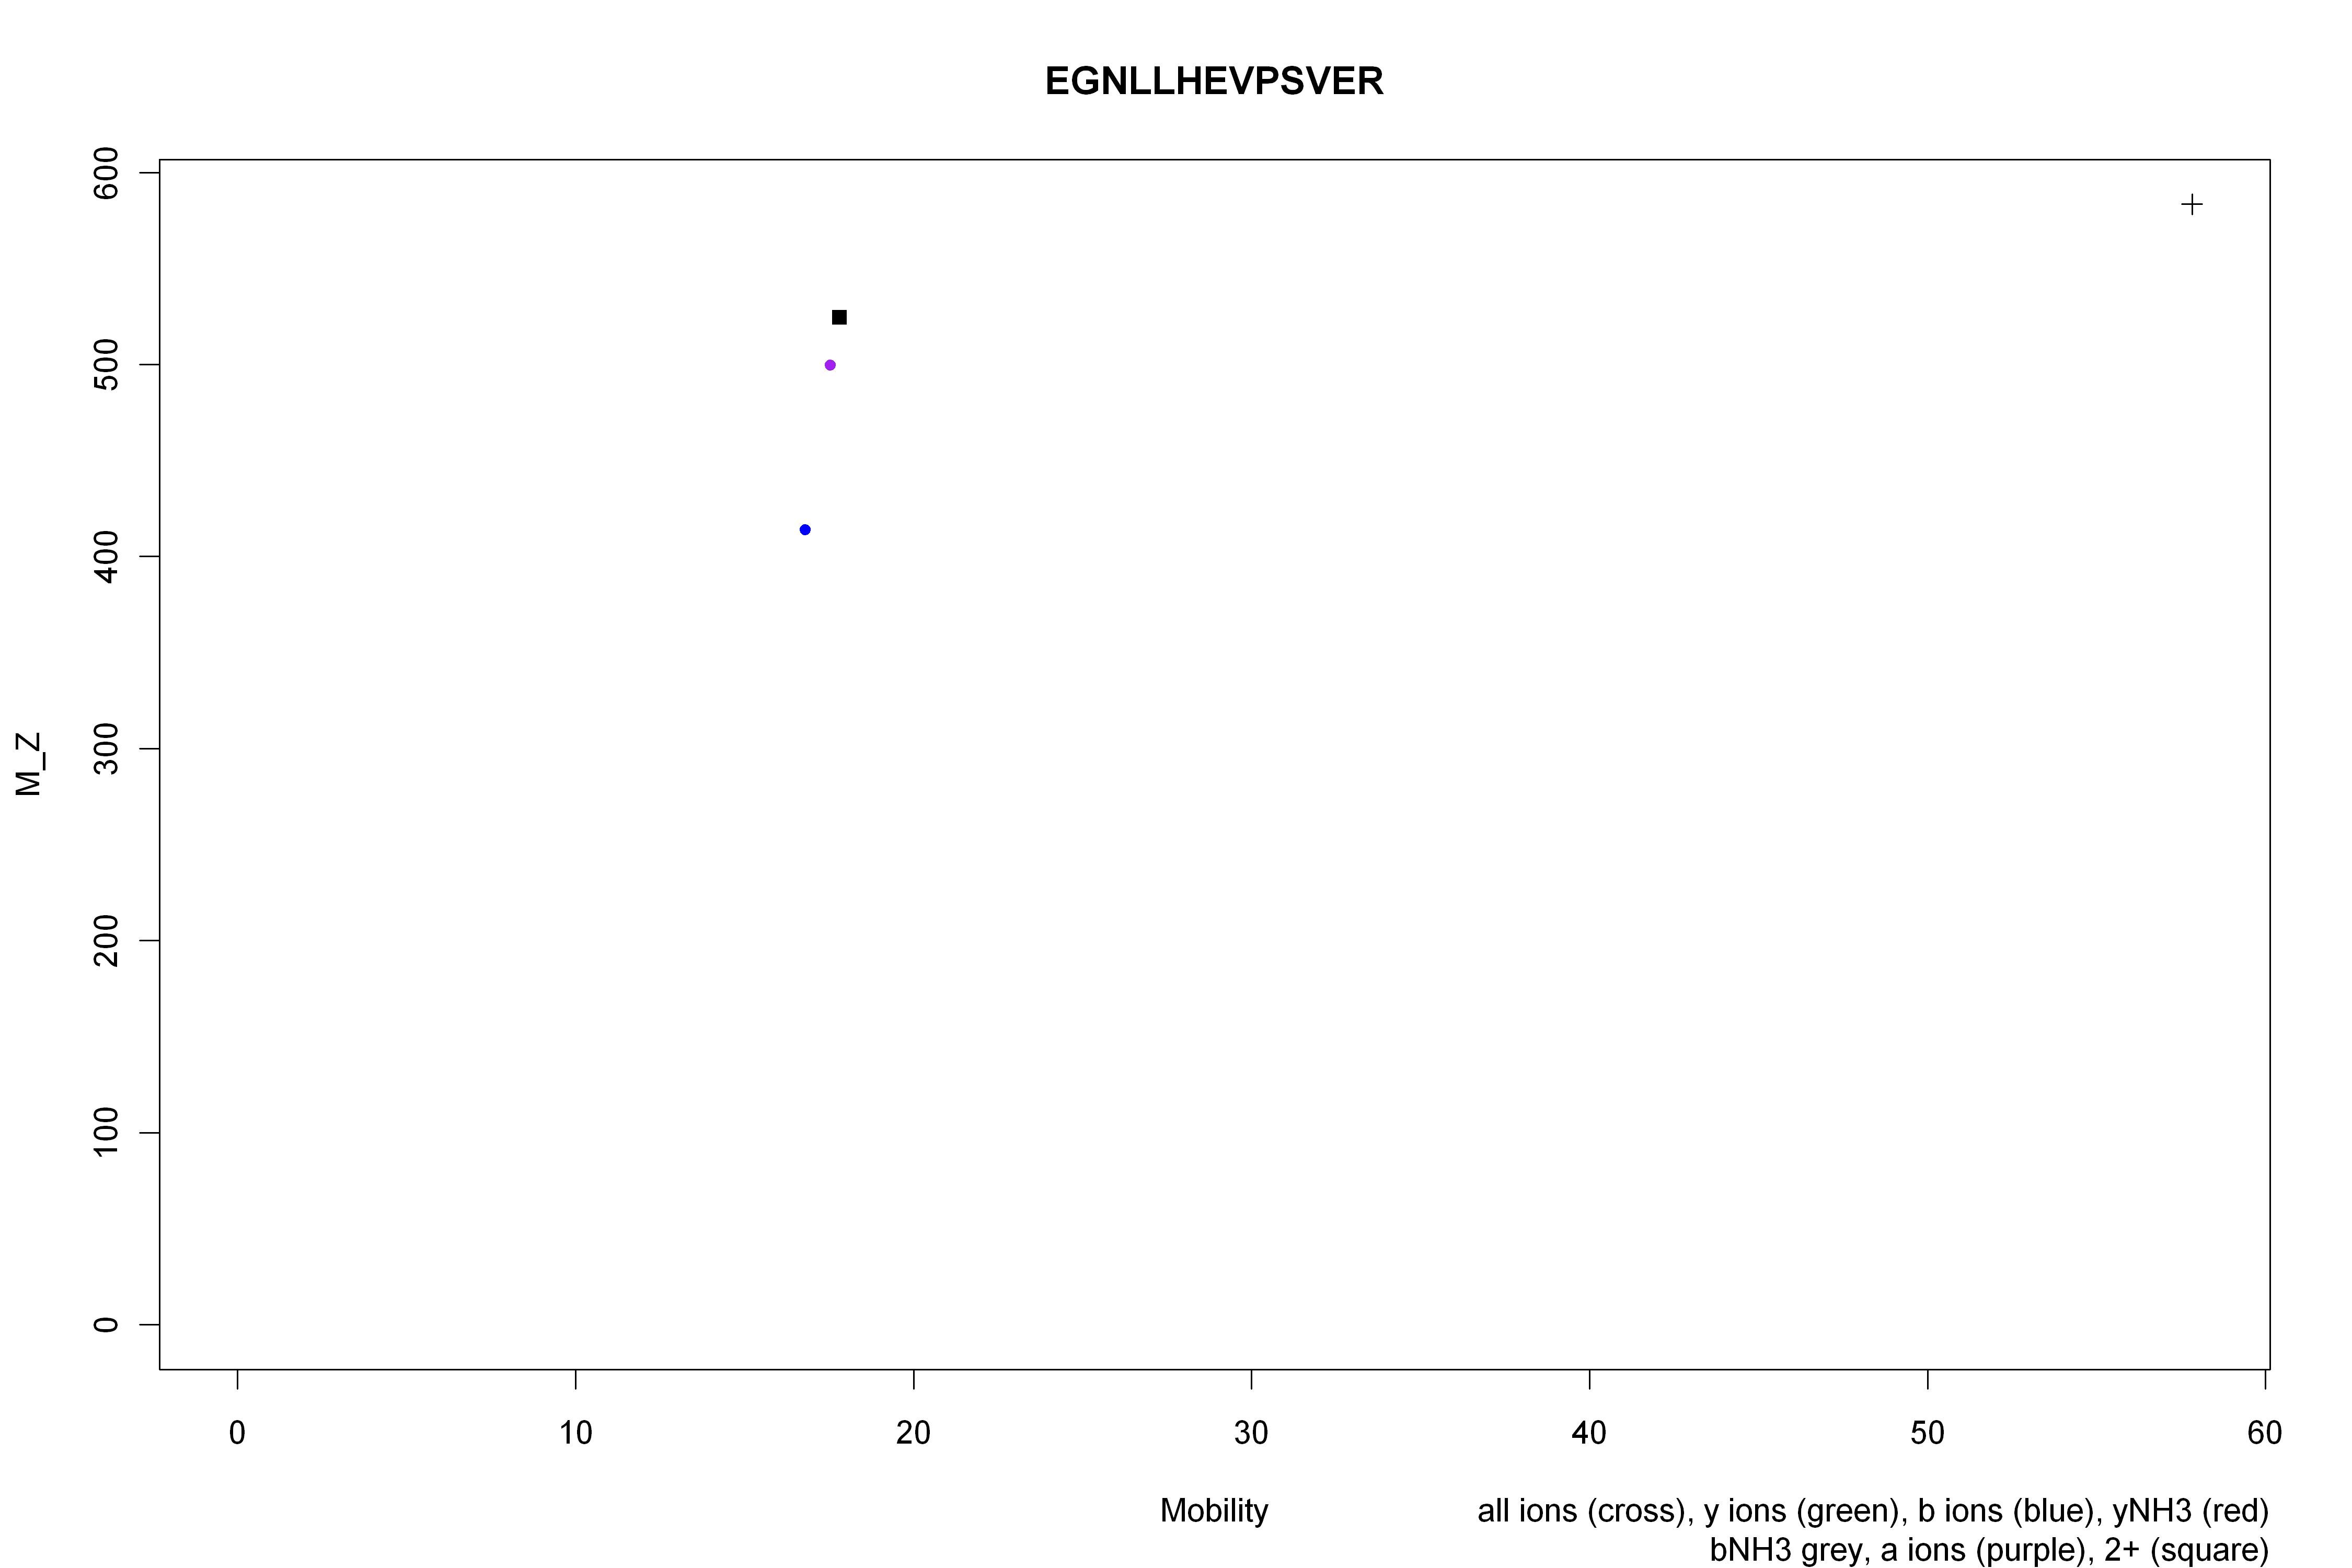 EGNLLHEVPSVER
600
500
400
300
200
100
0
M_Z
0 10 20 30 40 50 60
Mobility
all ions (cross), y ions (green), b ions (blue), yNH3 (red)
bNH3 grey, a ions (purple), 2+ (square)